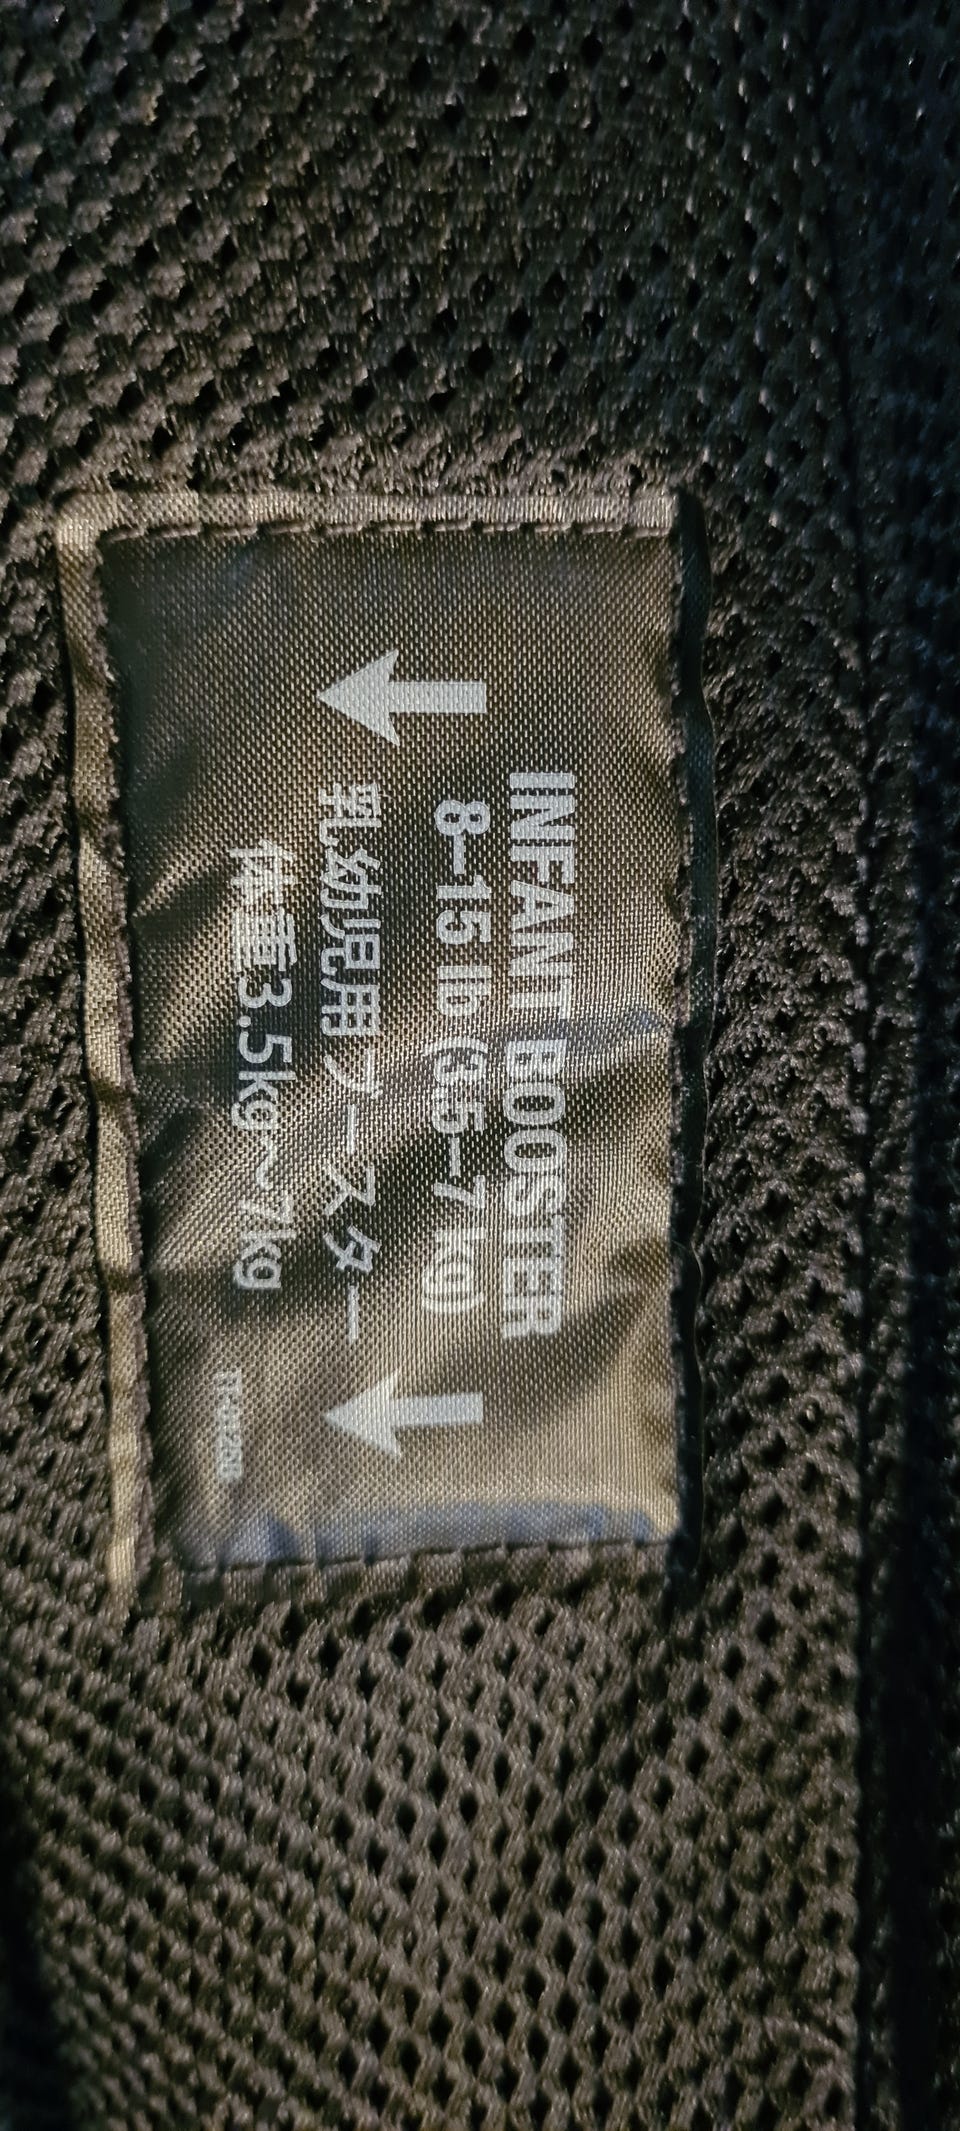 INFANT BOOSTER
8–15 lb (3.5–7 kg)
乳幼児用ブースター
体重3.5kg~7kg